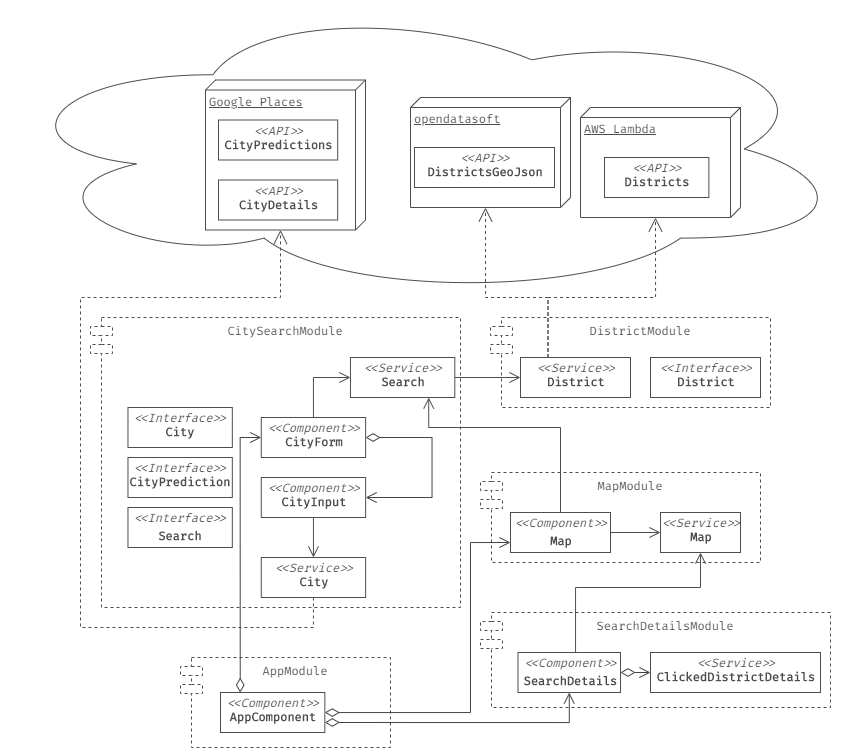 Google Places
<<API>>
CityPredictions
<<API>>
CityDetails
opendatasoft
<<API>>
DistrictsGeoJson
AWS Lambda
<<API>>
Districts
CitySearchModule
<<Service>>
Search
<<Interface>>
City
<<Component>>
CityForm
<<Interface>>
CityPrediction
<<Component>>
CityInput
<<Interface>>
Search
<<Service>>
City
DistrictModule
<<Service>>
District
<<Interface>>
District
MapModule
<<Component>>
Map
<<Service>>
Map
SearchDetailsModule
<<Component>>
SearchDetails
<<Service>>
ClickedDistrictDetails
AppModule
<<Component>>
AppComponent